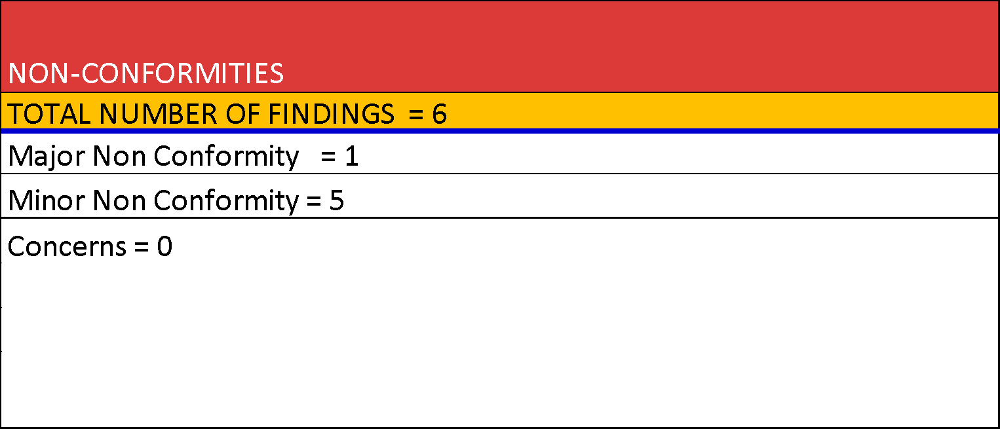 NON-CONFORMITIES
TOTAL NUMBER OF FINDINGS  = 6
Major Non Conformity   = 1
Minor Non Conformity = 5
Concerns = 0